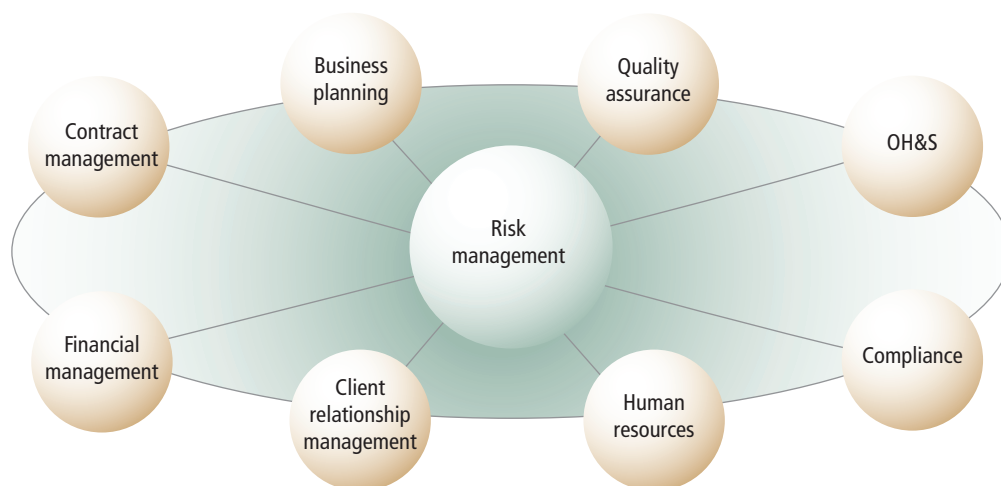 Business
planning
Quality
assurance
Contract
management
OH&S
Risk
management
Financial
management
Client
relationship
management
Human
resources
Compliance